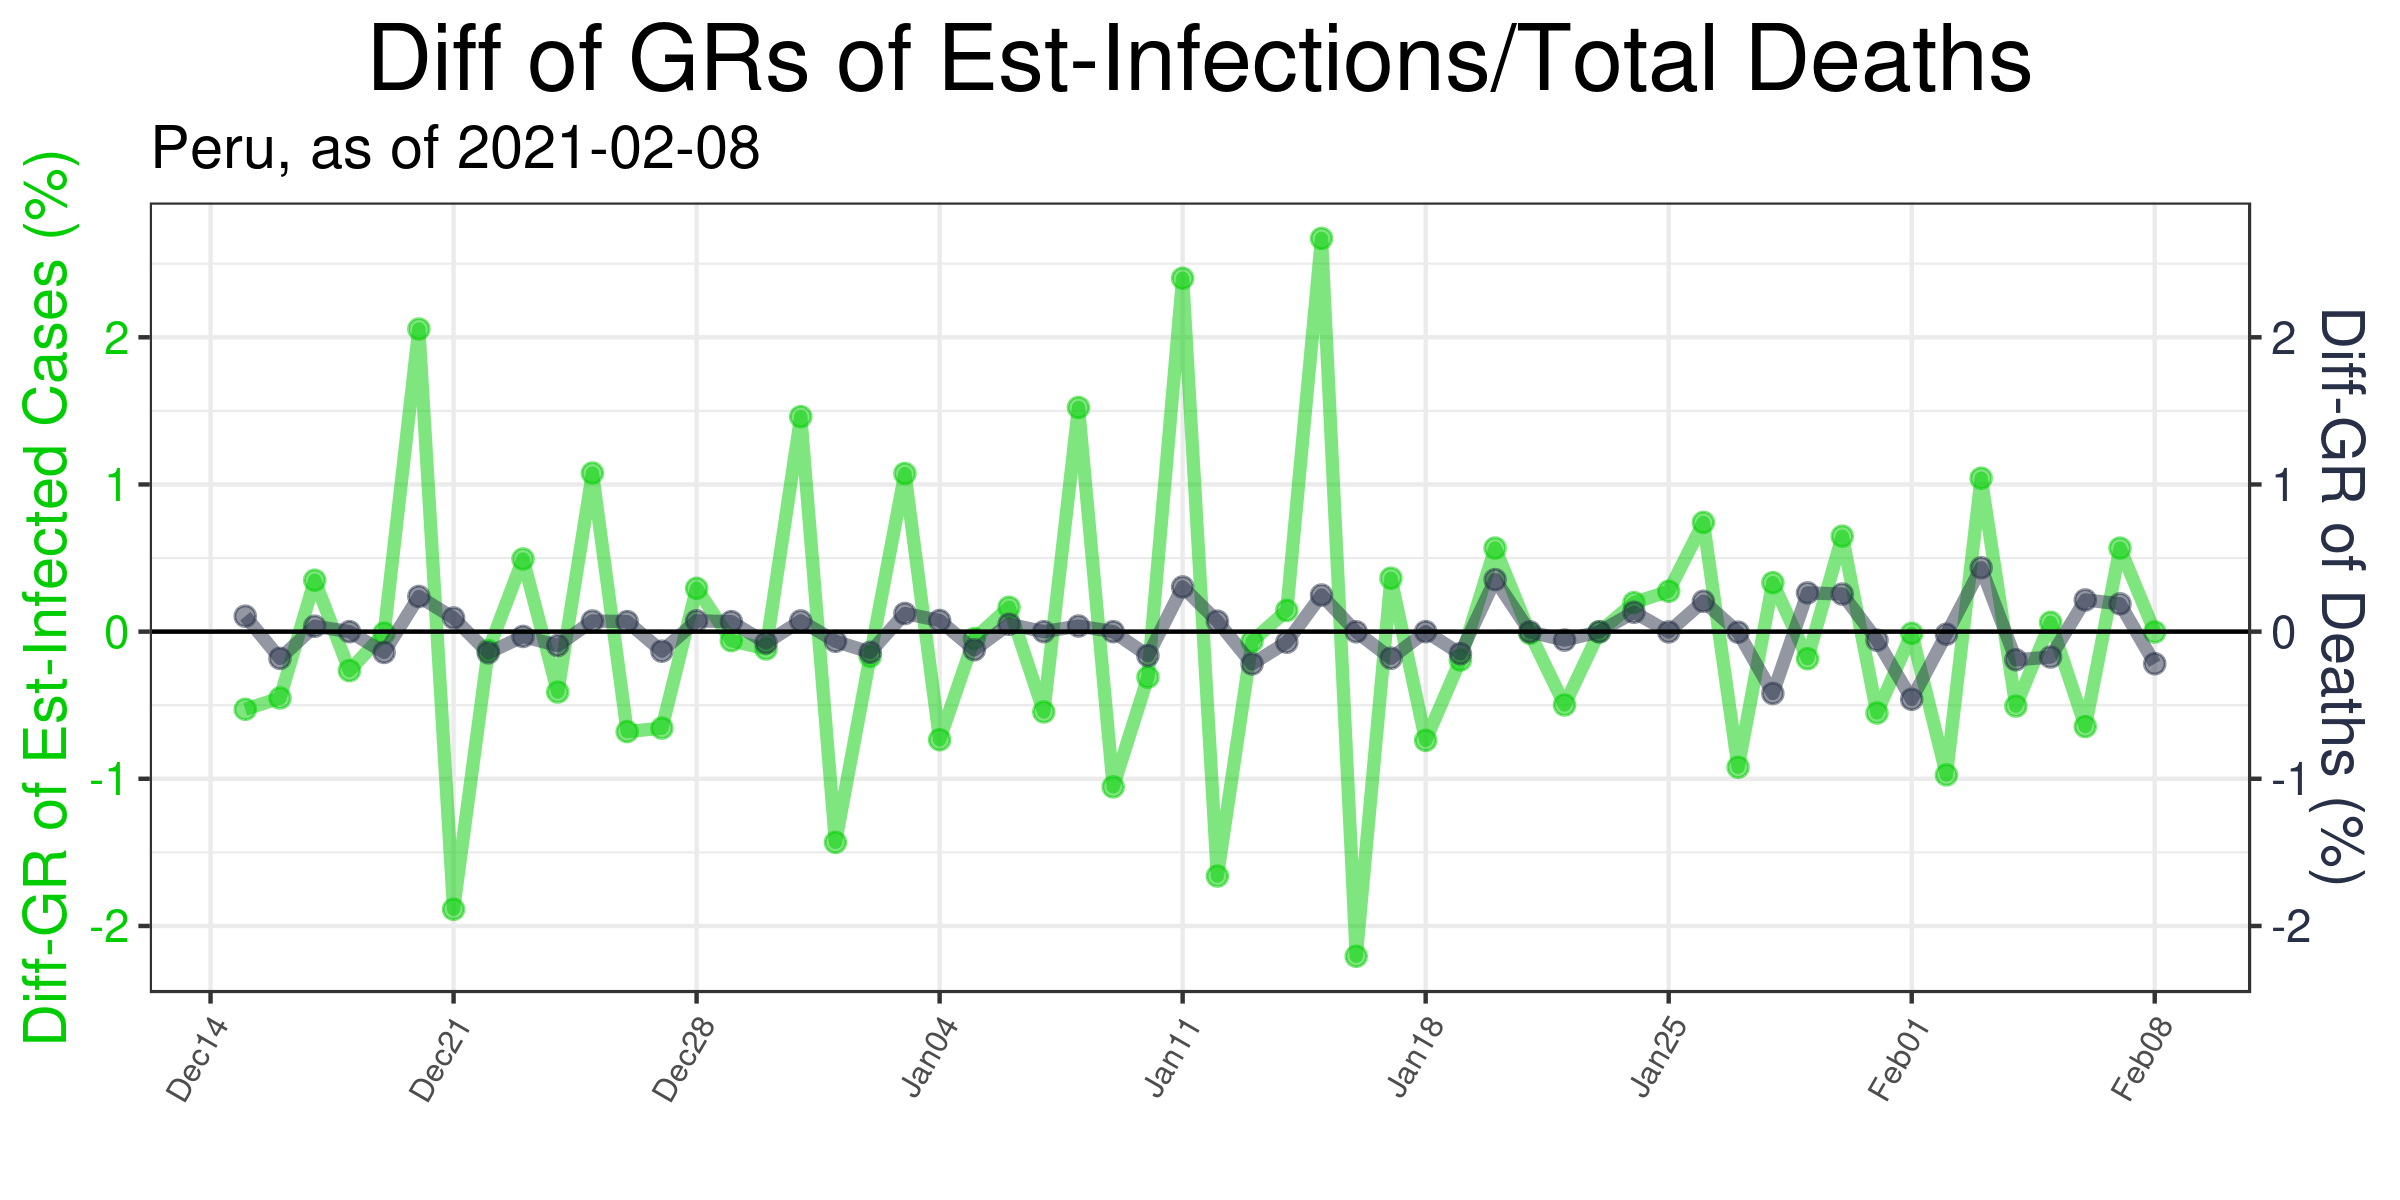 Diff of GRs of Est-Infections/Total Deaths
Peru, as of 2021-02-08
Diff-GR of Est-Infected Cases (%)
2
1
0
-1
-2
2
1
0
-1
-2
Diff-GR of Deaths (%)
Dec14
Dec21
Dec28
Jan04
Jan11
Jan18
Jan25
Feb01
Feb08